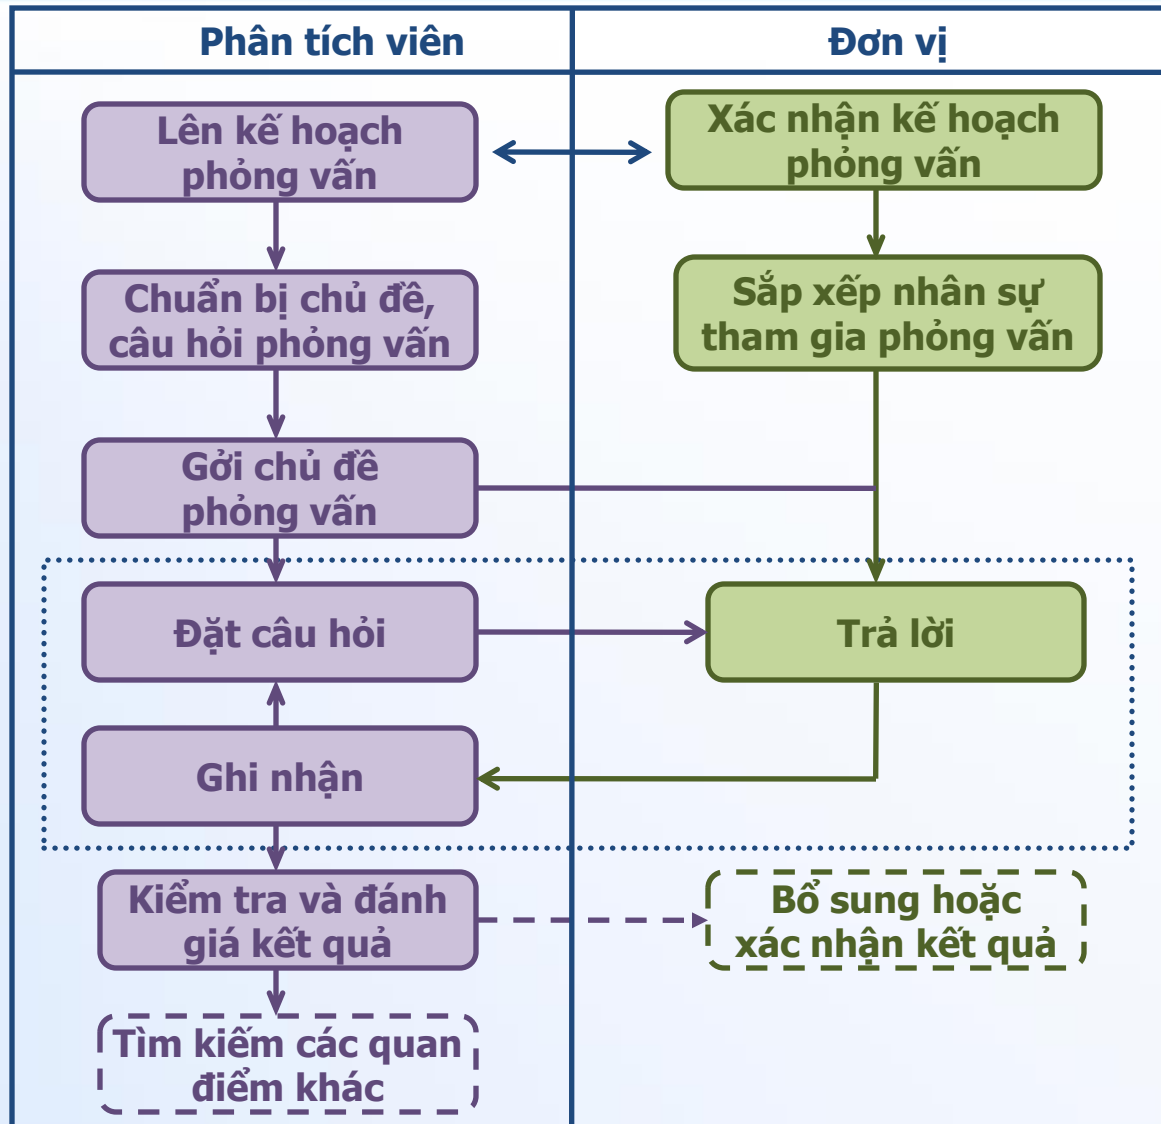 Phân tích viên
Đơn vị
Lên kế hoạch
phỏng vấn
Xác nhận kế hoạch
phỏng vấn
Chuẩn bị chủ đề,
câu hỏi phỏng vấn
Sắp xếp nhân sự
tham gia phỏng vấn
Gởi chủ đề
phỏng vấn
Đặt câu hỏi
Trả lời
Ghi nhận
Kiểm tra và đánh
giá kết quả
Bổ sung hoặc
xác nhận kết quả
Tìm kiếm các quan
điểm khác